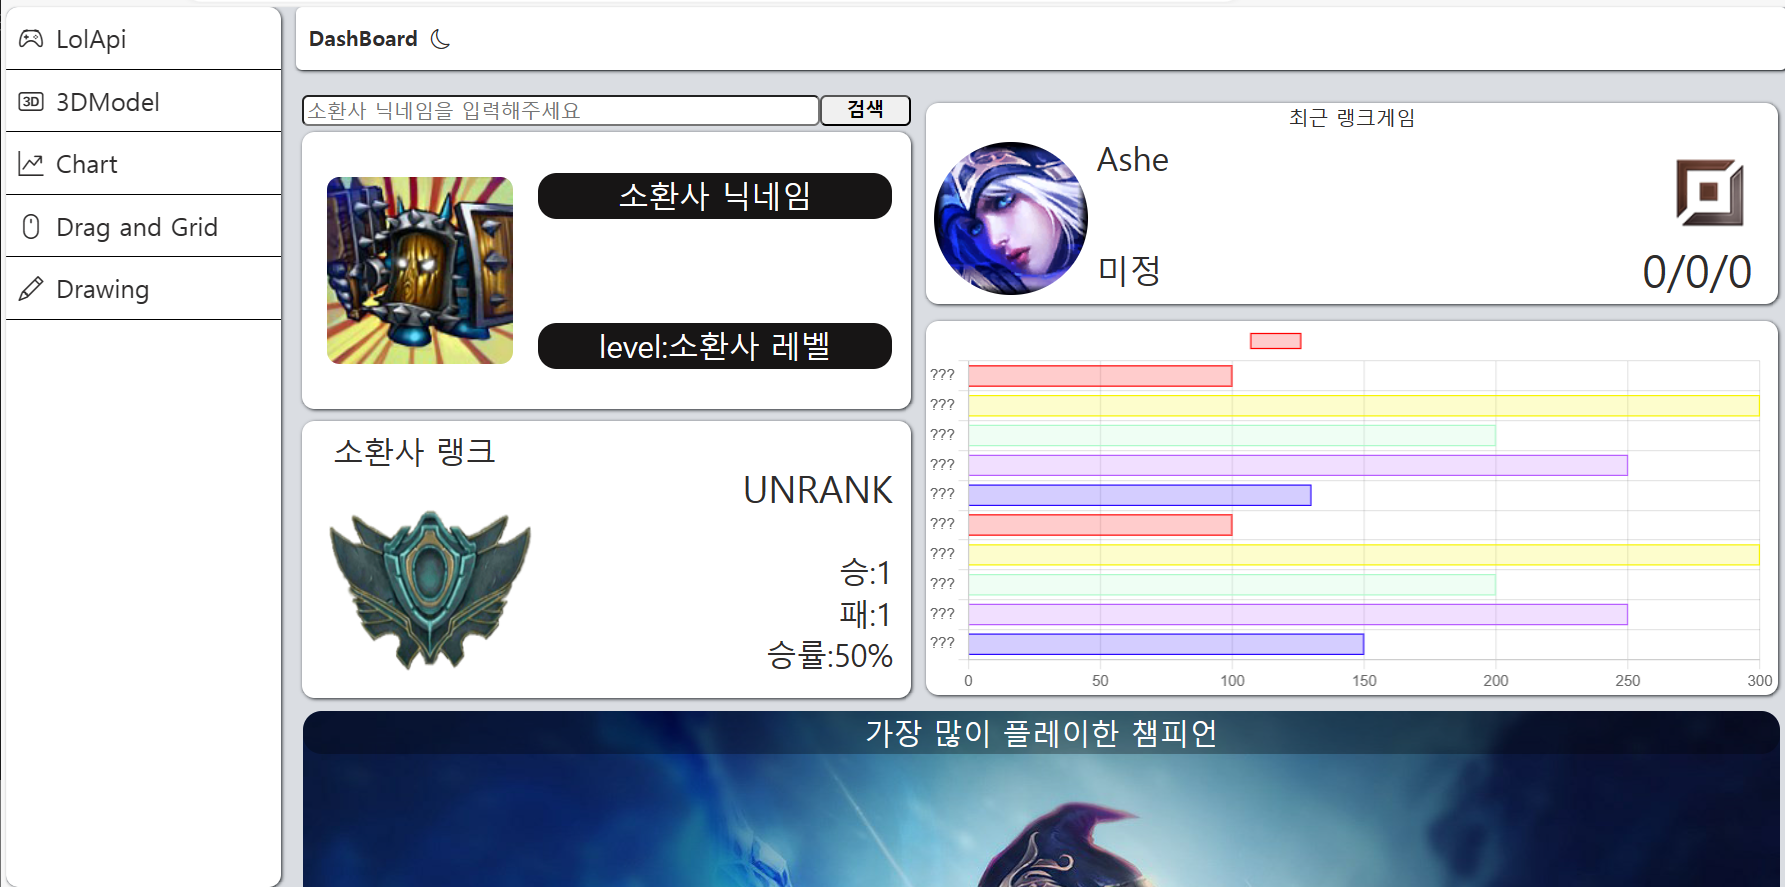 LolApi
3DModel
Chart
Drag and Grid
Drawing
3D
DashBoard
소환사 닉네임을 입력해주세요
검색
소환사 닉네임
level:소환사 레벨
소환사 랭크
UNRANK
승:1
패:1
승률:50%
최근 랭크게임
Ashe
미정
0/0/0
???
???
???
???
???
???
???
???
???
???
0 50 100 150 200 250 300
가장 많이 플레이한 챔피언